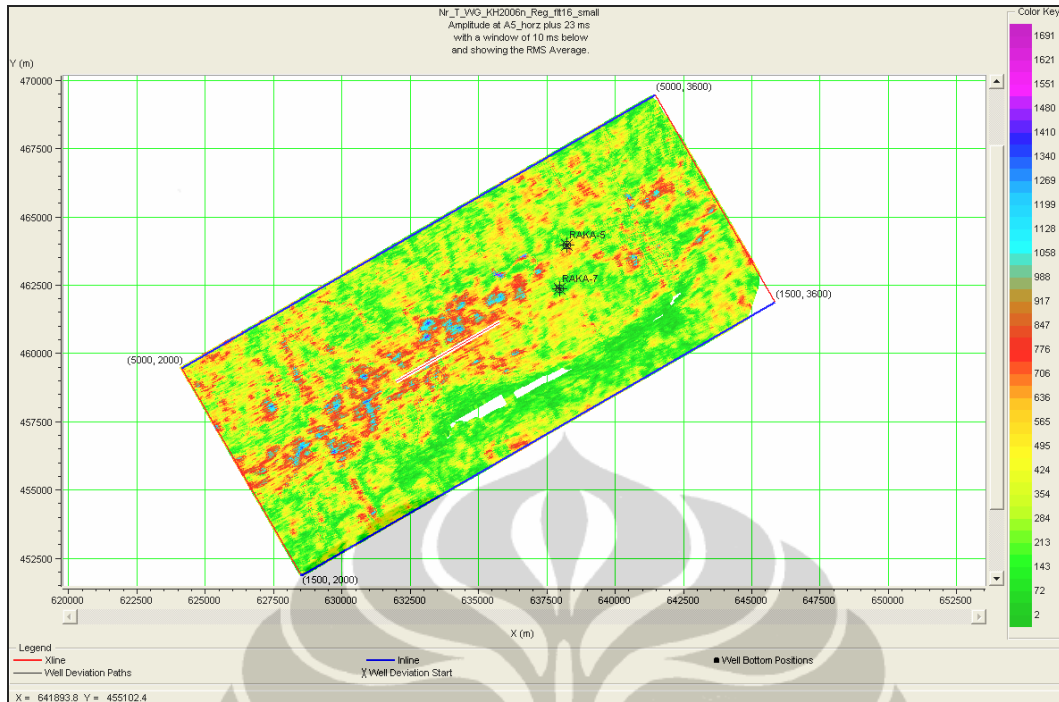 Nr_T_WG_KH2006n_Reg_flt16_small
Amplitude at A5_horz plus 23 ms
with a window of 10 ms below
and showing the RMS Average.
Color Key
Y (m)
470000
467500
465000
462500
460000
457500
455000
452500
(5000, 3600)
RAKA-5
RAKA-7
(1500, 3600)
(5000, 2000)
(1500, 2000)
620000 622500 625000 627500 630000 632500 635000 637500 640000 642500 645000 647500 650000 652500
X (m)
1691
1621
1551
1480
1410
1340
1269
1199
1128
1058
988
917
847
776
706
636
565
495
424
354
284
213
143
72
2
Legend
Xline Inline Well Bottom Positions
Well Deviation Paths Well Deviation Start
X = 641893.8 Y = 455102.4